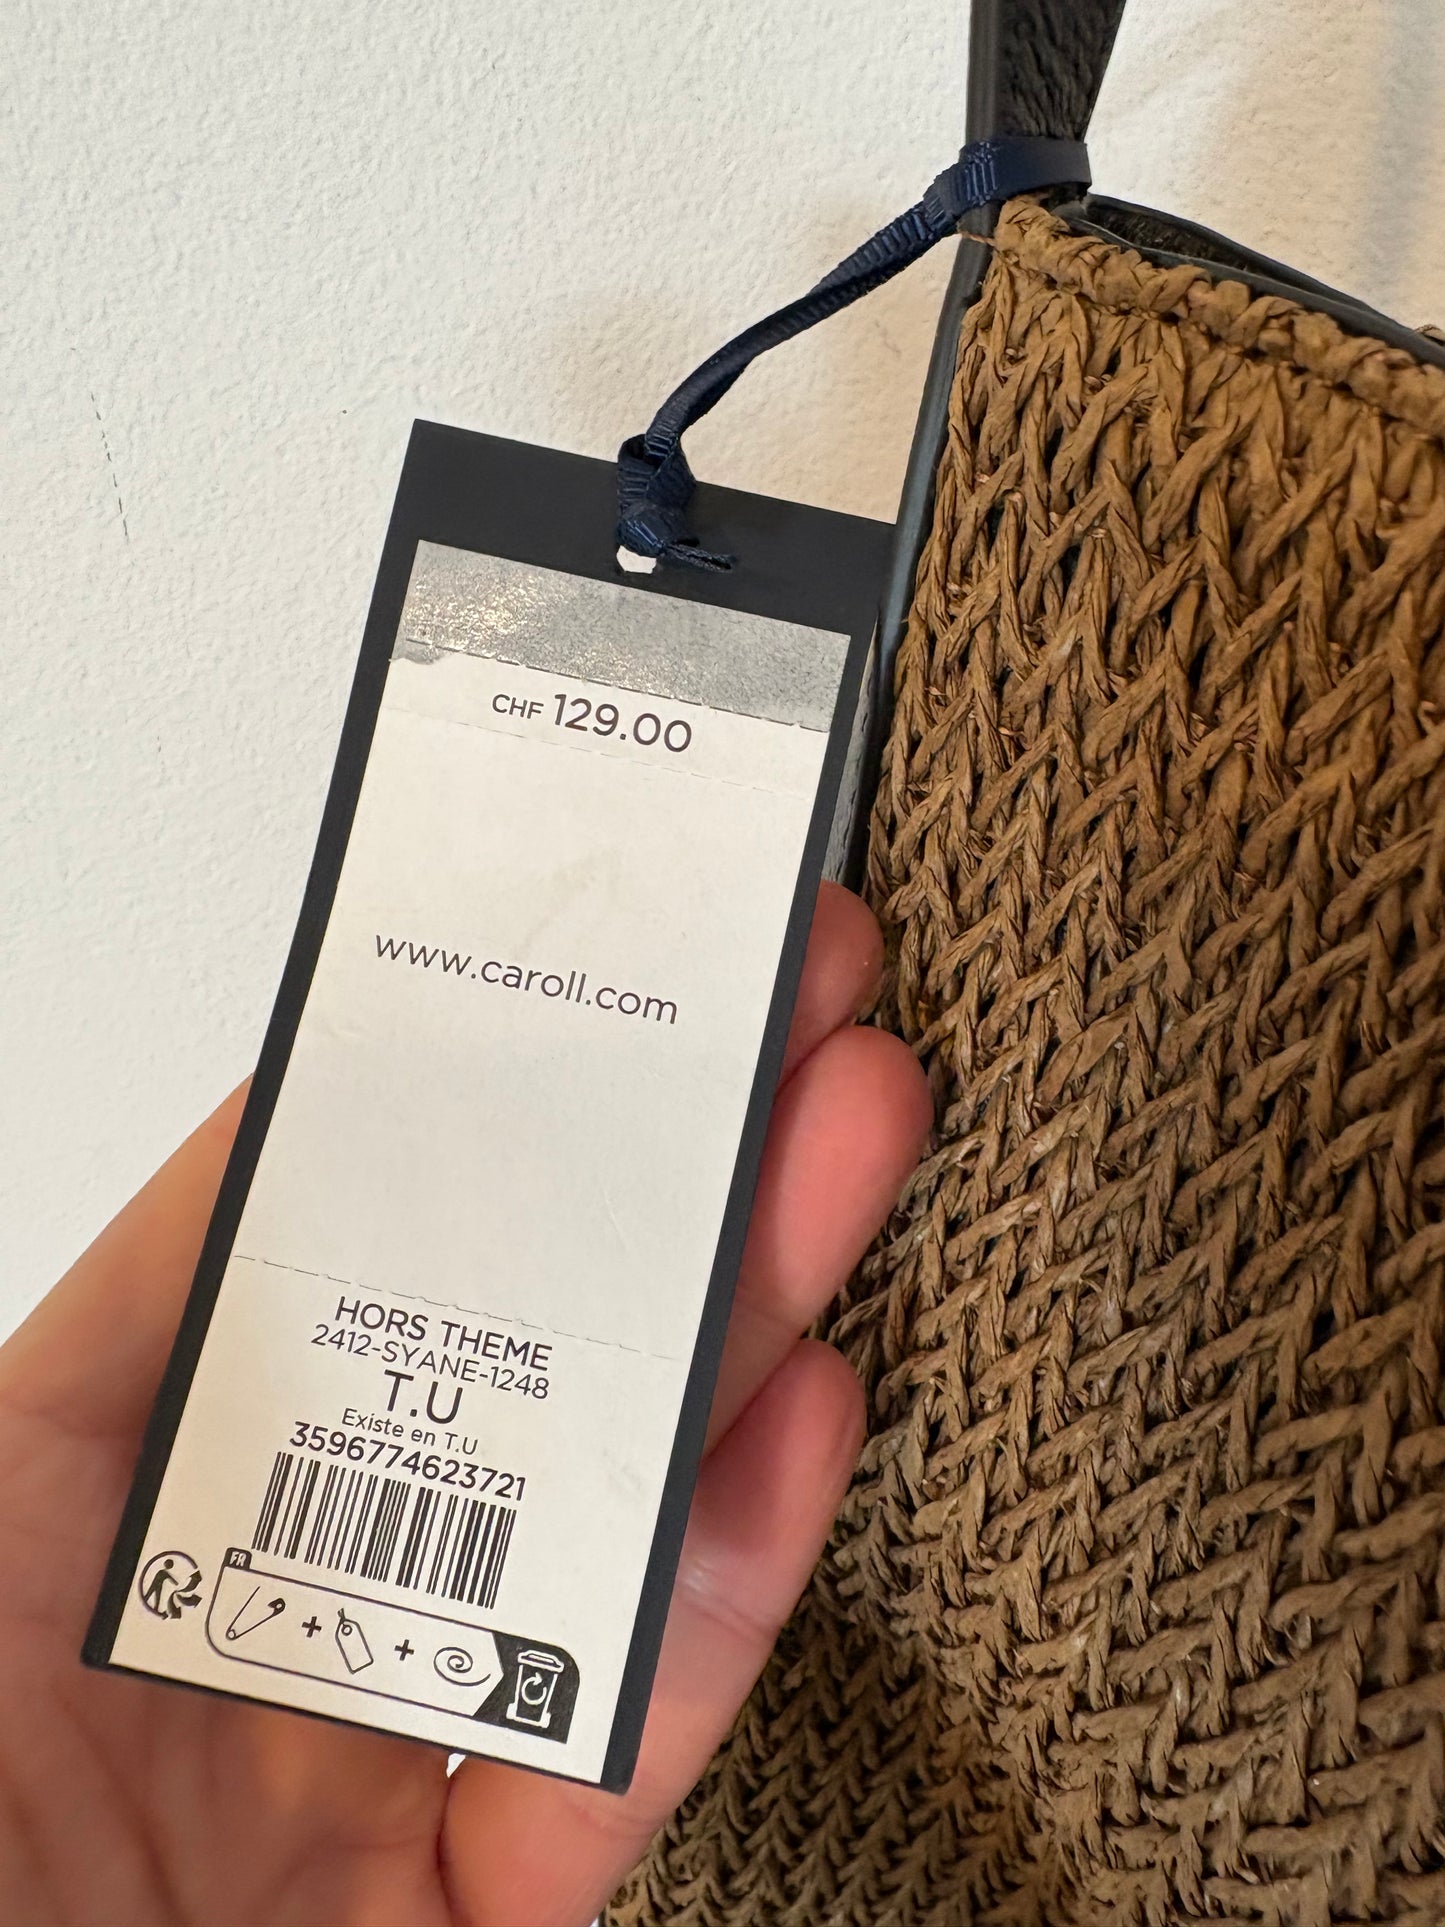 CHF 129.00
www.caroll.com
HORS THEME
2412-SYANE-1248
T.U
Existe en T.U
3596774623721
FR
+ +